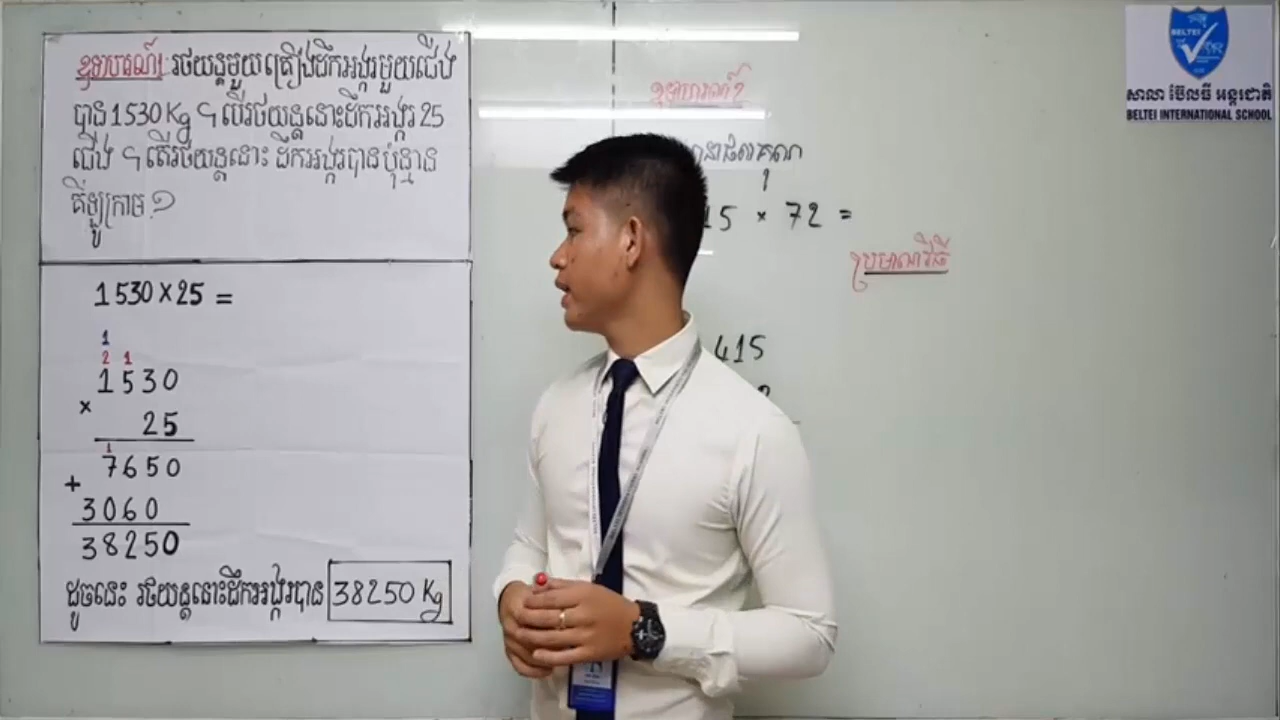 ឧទាហរណ៍1: រថយន្តមួយគ្រឿងដឹកអង្ករមួយជើង
បាន 1530 Kg ។ បើរថយន្តនោះដឹកអង្ករ 25
ជើង ។ តើរថយន្តនោះ ដឹកអង្ករបានប៉ុន្មាន
គីឡូក្រាម ?
1530 × 25 =
1
2 1
1530
×
25
1
7650
+
3060
38250
ដូចនេះ រថយន្តនោះដឹកអង្ករបាន 38250 Kg
ឧទាហរណ៍2
15 × 72 =
ប្រមាណវិធី
415
BELTEI
សាលា ប៊ែលធី អន្តរជាតិ
BELTEI INTERNATIONAL SCHOOL